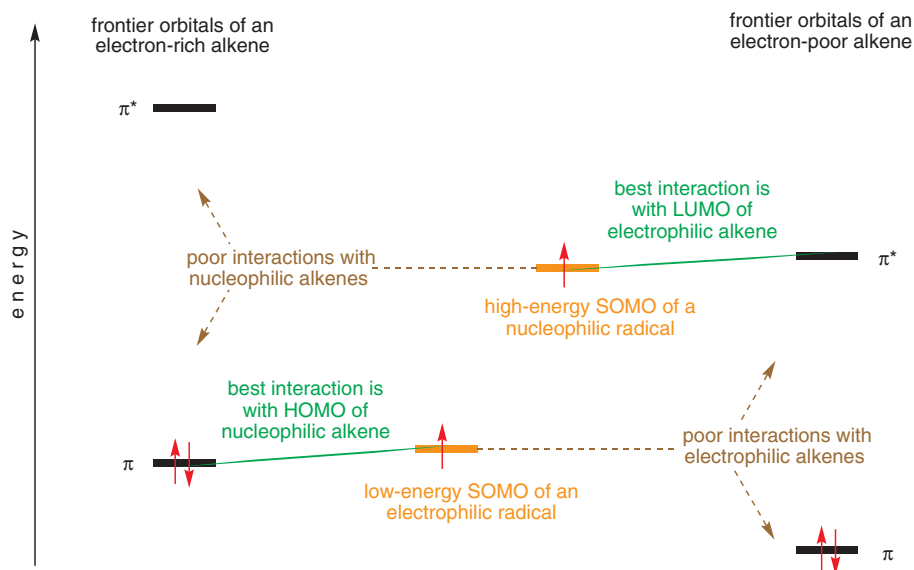 frontier orbitals of an
electron-rich alkene
frontier orbitals of an
electron-poor alkene
energy
π*
best interaction is
with LUMO of
electrophilic alkene
poor interactions with
nucleophilic alkenes
π*
high-energy SOMO of a
nucleophilic radical
best interaction is
with HOMO of
nucleophilic alkene
poor interactions with
electrophilic alkenes
π
low-energy SOMO of an
electrophilic radical
π